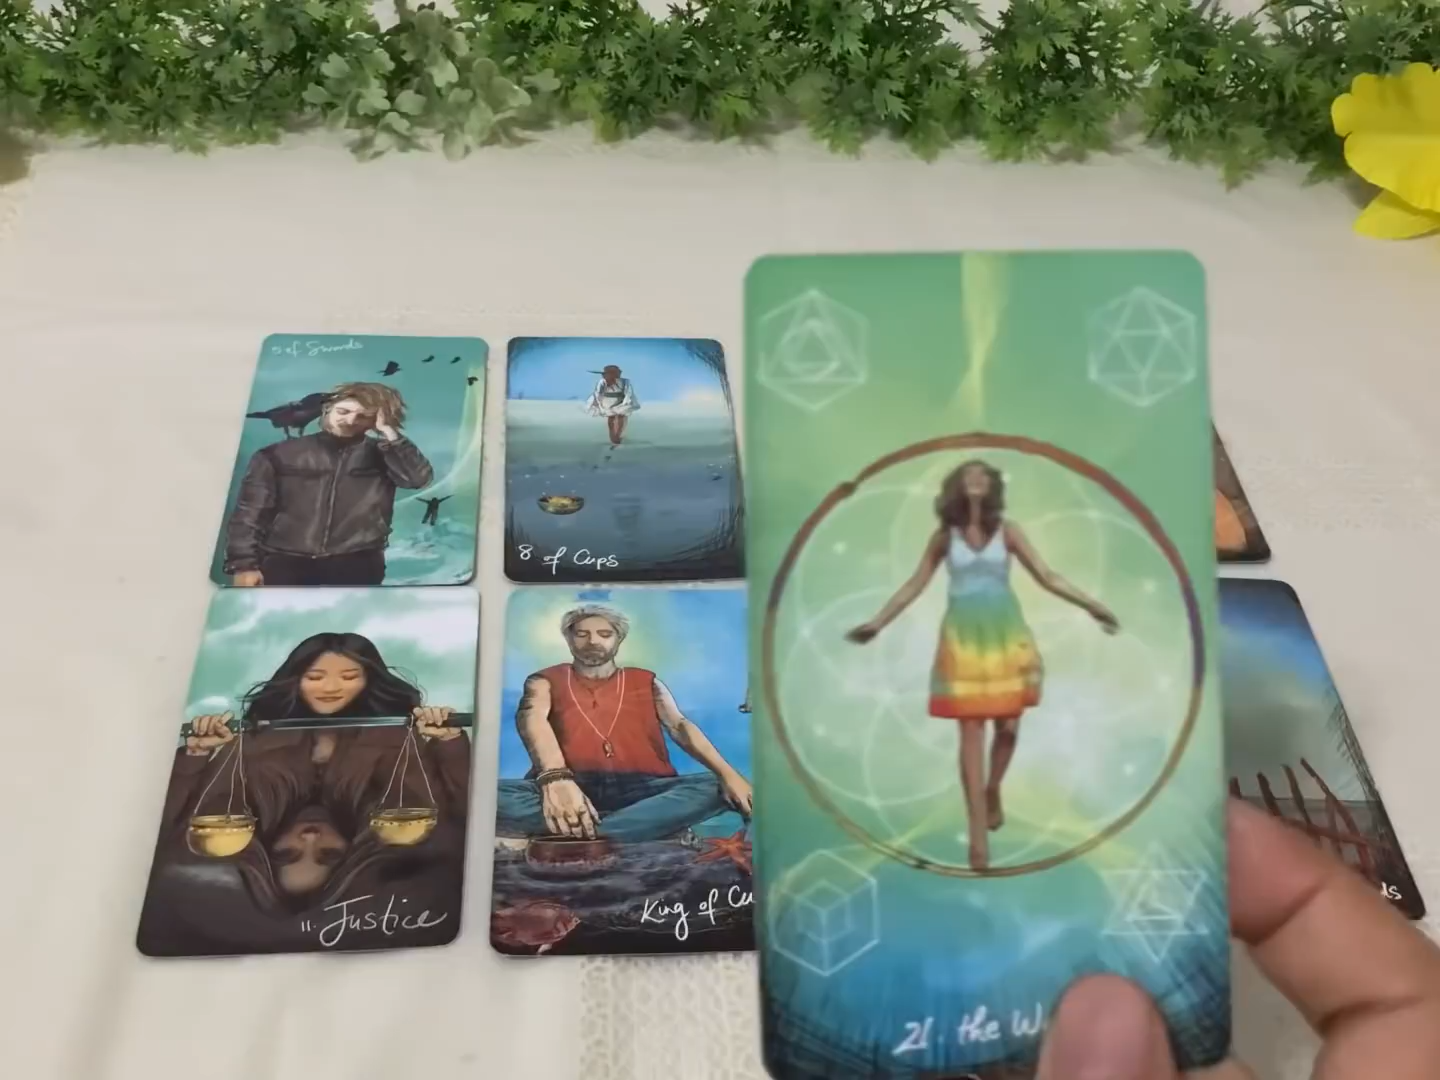 5 of Swords
8 of Cups
11. Justice
King of Cu
21. the W
ds